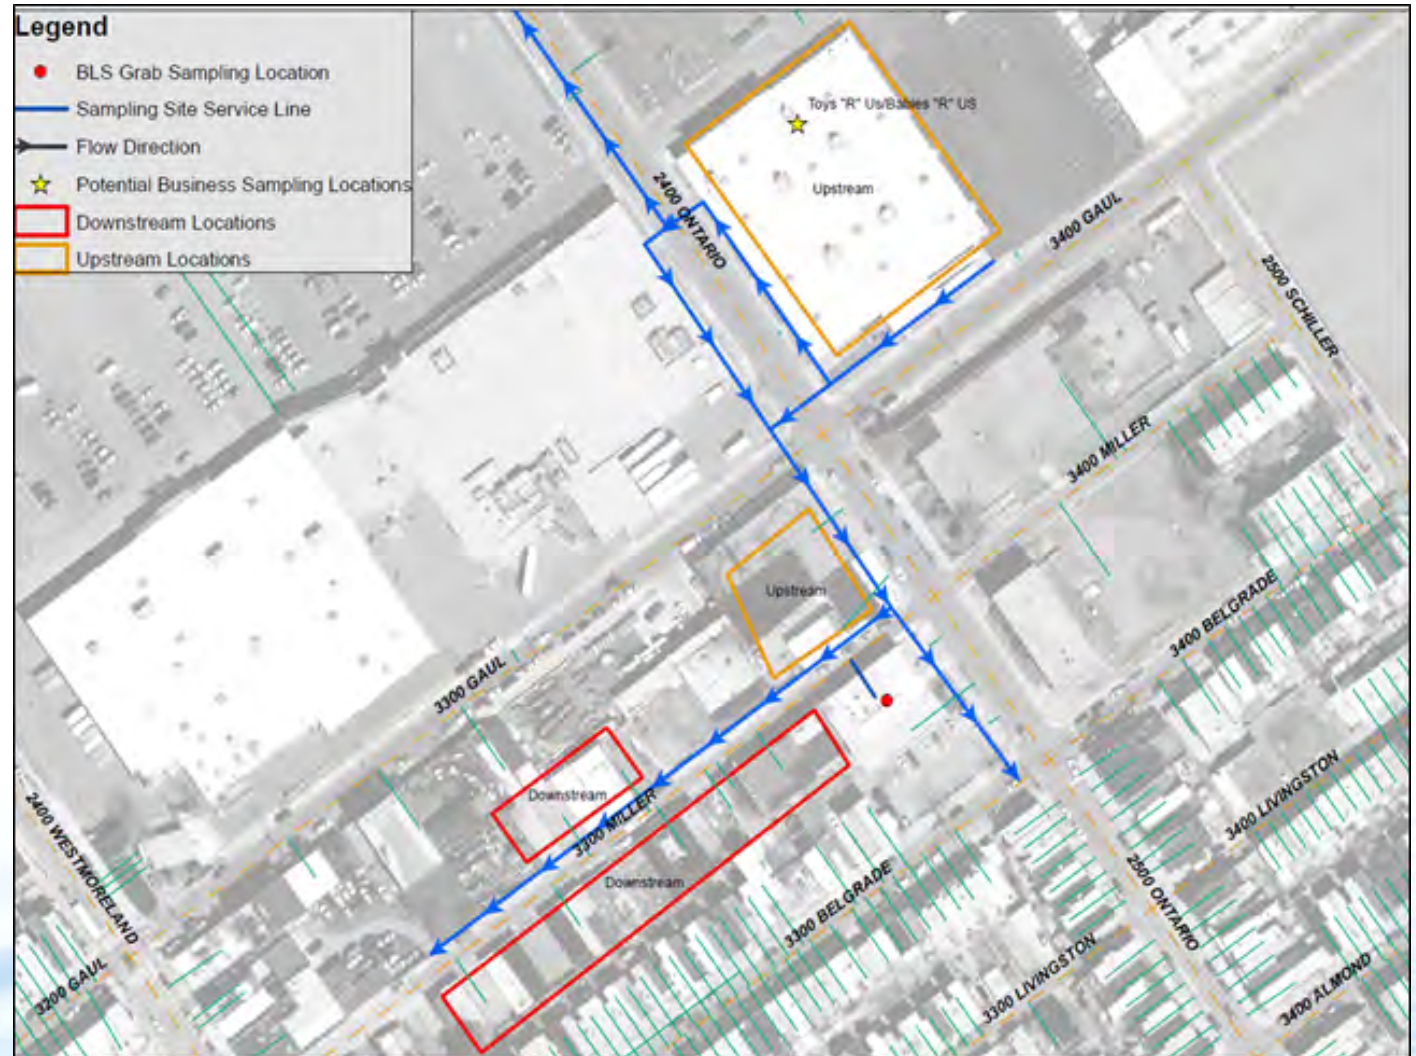 Legend
BLS Grab Sampling Location
Sampling Site Service Line
Flow Direction
Potential Business Sampling Locations
Downstream Locations
Upstream Locations
Toys "R" Us/Babies "R" US
Upstream
2400 ONTARIO
3400 GAUL
2500 SCHILLER
3400 MILLER
Upstream
3400 BELGRADE
3300 GAUL
Downstream
3300 MILLER
3400 LIVINGSTON
2400 WESTMORELAND
Downstream
3300 BELGRADE
2500 ONTARIO
3200 GAUL
3300 LIVINGSTON
3400 ALMOND